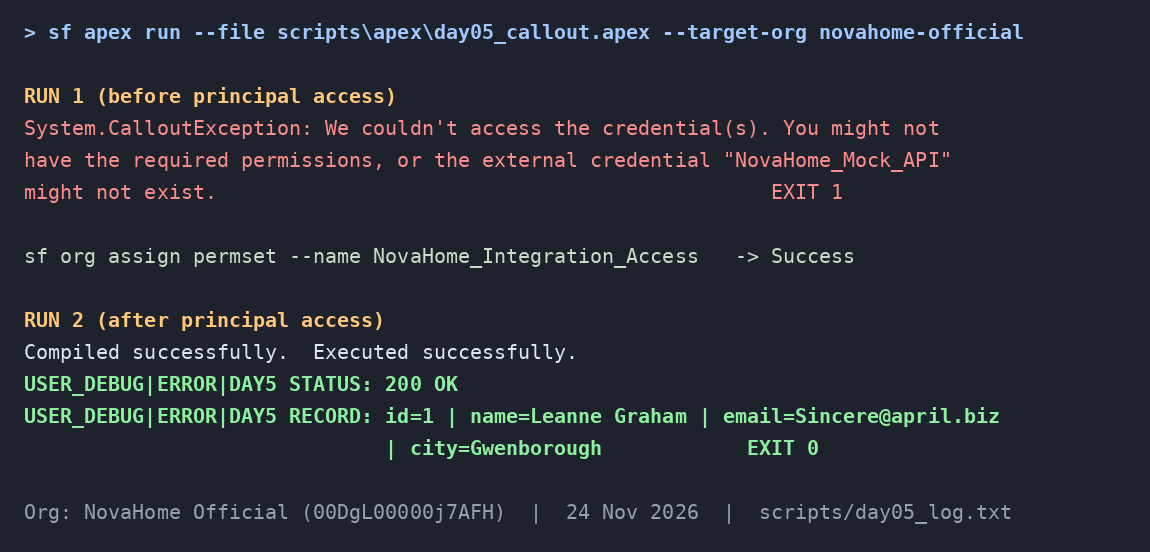 > sf apex run --file scripts\apex\day05_callout.apex --target-org novahome-official
RUN 1 (before principal access)
System.CalloutException: We couldn't access the credential(s). You might not
have the required permissions, or the external credential "NovaHome_Mock_API"
might not exist. EXIT 1
sf org assign permset --name NovaHome_Integration_Access -> Success
RUN 2 (after principal access)
Compiled successfully. Executed successfully.
USER_DEBUG|ERROR|DAY5 STATUS: 200 OK
USER_DEBUG|ERROR|DAY5 RECORD: id=1 | name=Leanne Graham | email=Sincere@april.biz
| city=Gwenborough EXIT 0
Org: NovaHome Official (00DgL00000j7AFH) | 24 Nov 2026 | scripts/day05_log.txt